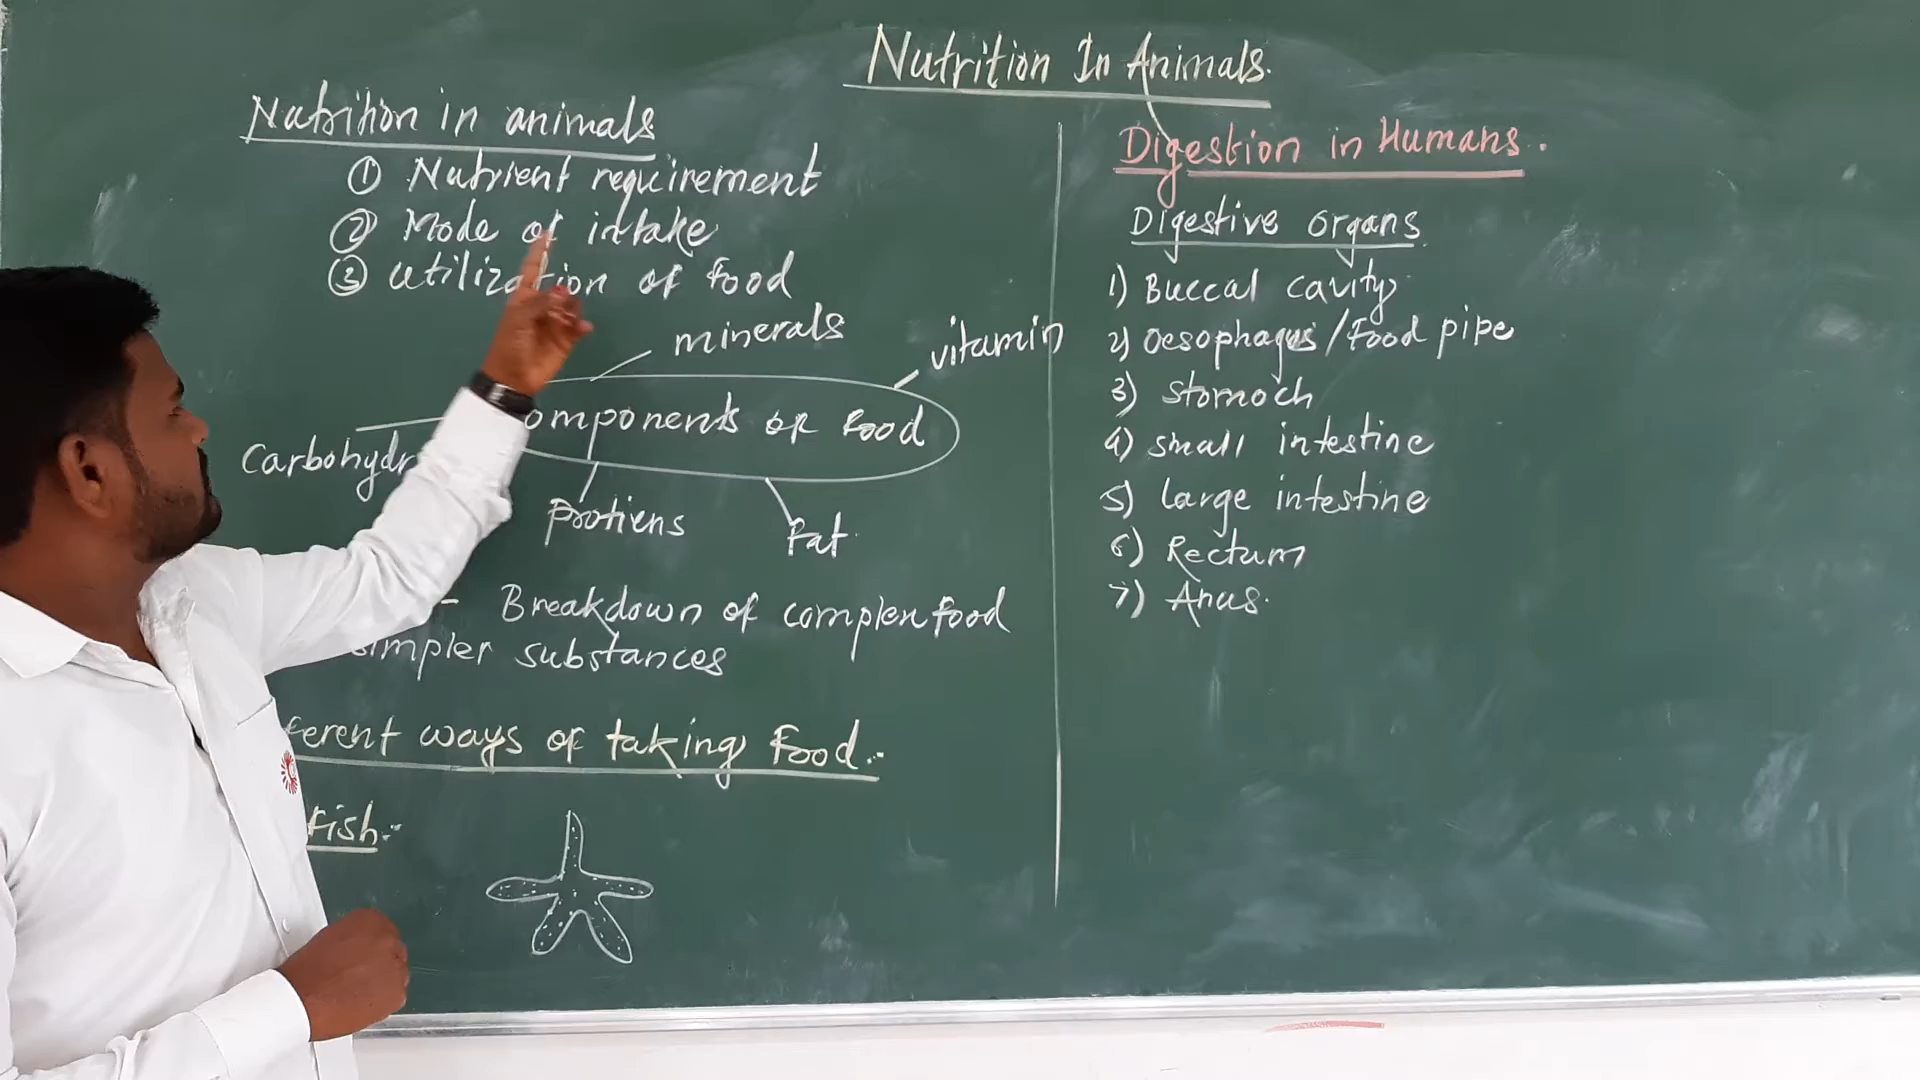 Nutrition In Animals.
Nutrition in animals
① Nutrient requirement
② Mode of intake
③ utilization of food
minerals
vitamin
omponents of food
Carbohydr
Protiens
Fat.
- Breakdown of complex food
simpler substances
ferent ways of taking food:-
fish:-
Digestion in Humans.
Digestive organs
1) Buccal cavity
2) Oesophagus/Food pipe
3) stomoch
4) small intestine
5) large intestine
6) Rectum
7) Anus.